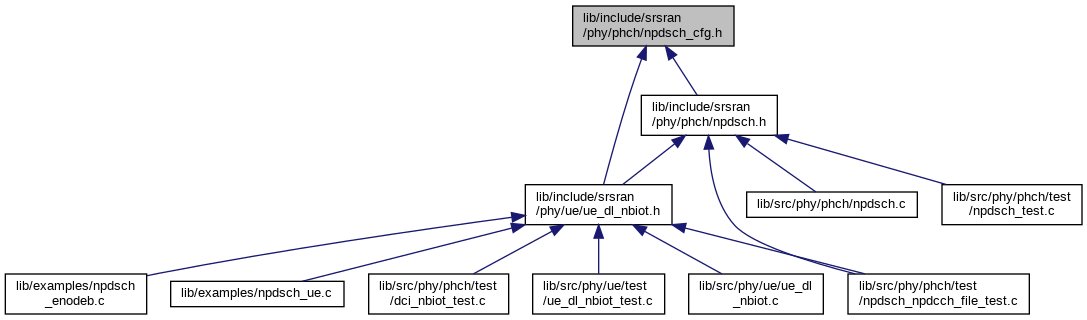 lib/include/srsran
/phy/phch/npdsch_cfg.h
lib/include/srsran
/phy/phch/npdsch.h
lib/include/srsran
/phy/ue/ue_dl_nbiot.h
lib/src/phy/phch/npdsch.c
lib/src/phy/phch/test
/npdsch_test.c
lib/examples/npdsch
_enodeb.c
lib/examples/npdsch_ue.c
lib/src/phy/phch/test
/dci_nbiot_test.c
lib/src/phy/ue/test
/ue_dl_nbiot_test.c
lib/src/phy/ue/ue_dl
_nbiot.c
lib/src/phy/phch/test
/npdsch_npdcch_file_test.c